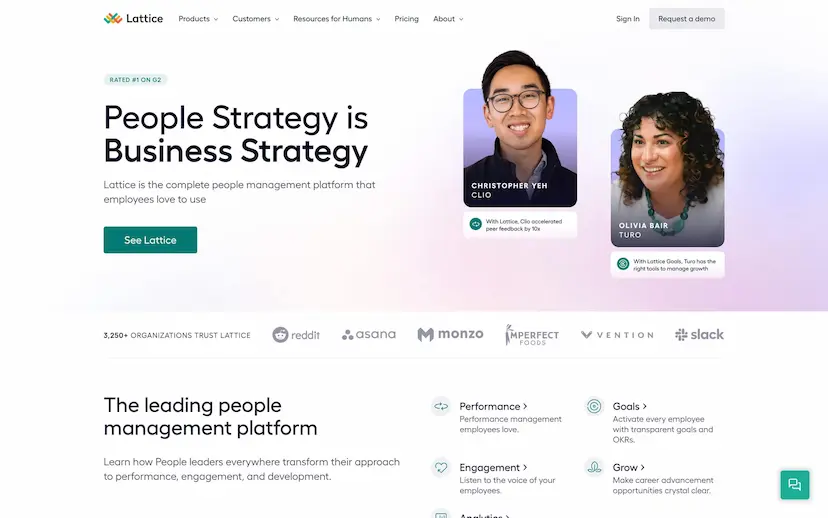 Lattice
Products
Customers
Resources for Humans
Pricing
About
Sign In
Request a demo
RATED #1 ON G2
People Strategy is
Business Strategy
Lattice is the complete people management platform that
employees love to use
See Lattice
CHRISTOPHER YEH
CLIO
With Lattice, Clio accelerated
peer feedback by 10x
OLIVIA BAIR
TURO
With Lattice Goals, Turo has the
right tools to manage growth
3,250+ ORGANIZATIONS TRUST LATTICE
reddit
asana
monzo
IMPERFECT
FOODS
VENTION
slack
The leading people
management platform
Learn how People leaders everywhere transform their approach
to performance, engagement, and development.
Performance >
Performance management
employees love.
Goals >
Activate every employee
with transparent goals and
OKRs.
Engagement >
Listen to the voice of your
employees.
Grow >
Make career advancement
opportunities crystal clear.
Analytics >